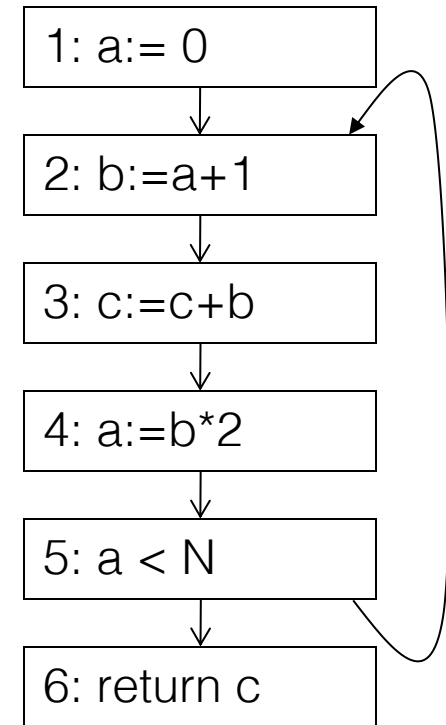 1: a:= 0
2: b:=a+1
3: c:=c+b
4: a:=b*2
5: a < N
6: return c